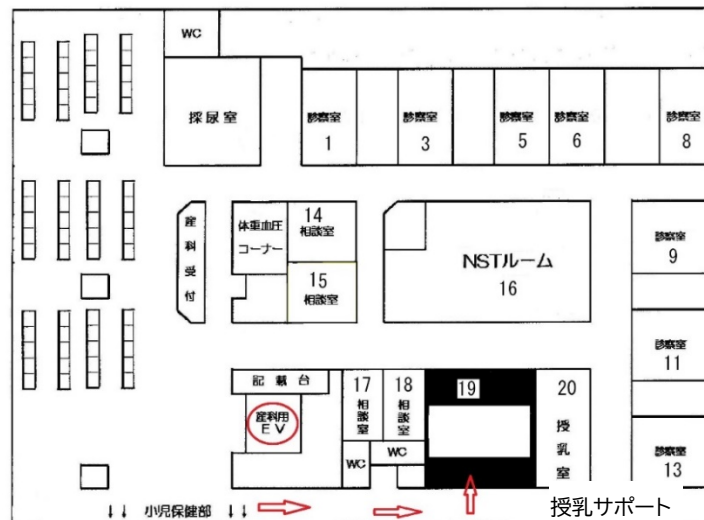 WC
採尿室
診察室
1
診察室
3
診察室
5
診察室
6
診察室
8
産科受付
体重血圧
コーナー
14
相談室
15
相談室
NSTルーム
16
診察室
9
診察室
11
診察室
13
記載台
産科用
EV
17
相談室
18
相談室
WC
WC
19
20
授乳室
↓↓ 小児保健部 ↓↓
授乳サポート